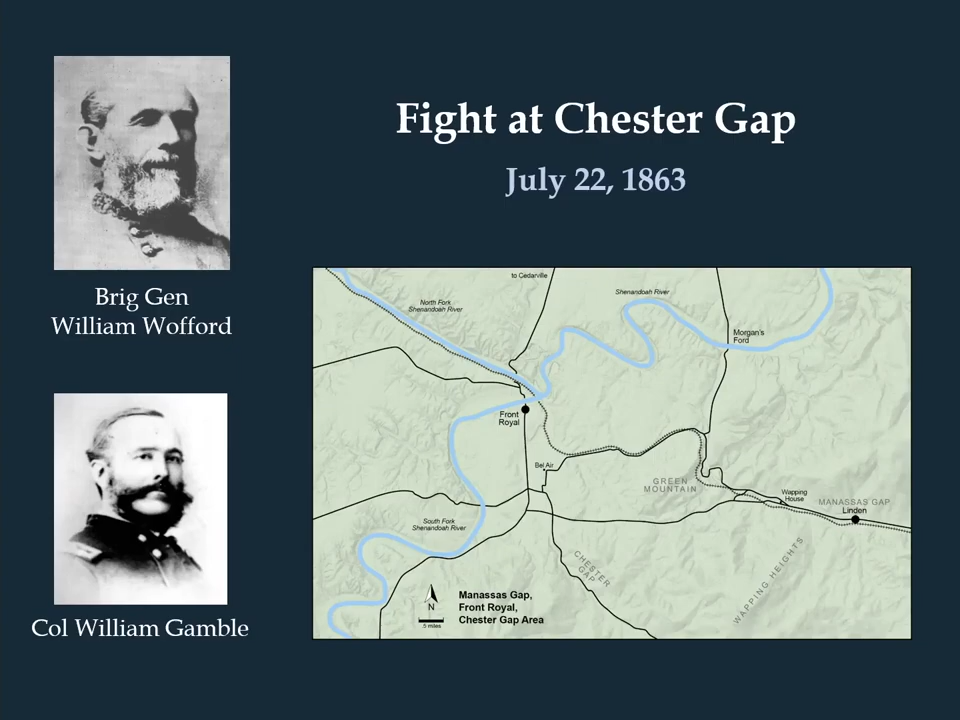 Fight at Chester Gap
July 22, 1863
Brig Gen
William Wofford
Col William Gamble
to Cedarville
North Fork
Shenandoah River
Shenandoah River
Morgan's
Ford
Front
Royal
Bel Air
GREEN
MOUNTAIN
Wapping
House
MANASSAS GAP
Linden
South Fork
Shenandoah River
CHESTER
GAP
WAPPING HEIGHTS
N
5 miles
Manassas Gap,
Front Royal,
Chester Gap Area